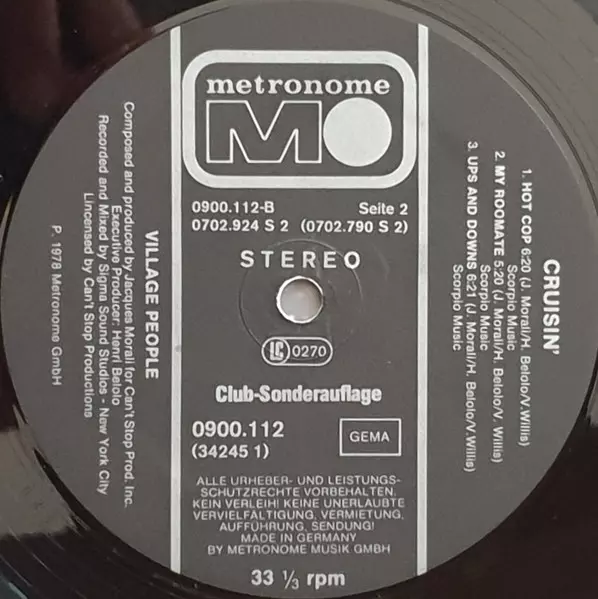 metronome
MO
0900.112-B Seite 2
0702.924 S 2 (0702.790 S 2)
STEREO
LC 0270
Club-Sonderauflage
0900.112
(34245 1)
GEMA
ALLE URHEBER- UND LEISTUNGS-
SCHUTZRECHTE VORBEHALTEN.
KEIN VERLEIH! KEINE UNERLAUBTE
VERVIELFÄLTIGUNG, VERMIETUNG,
AUFFÜHRUNG, SENDUNG!
MADE IN GERMANY
BY METRONOME MUSIK GMBH
33 ⅓ rpm
CRUISIN'
1. HOT COP 6:20 (J. Morali/H. Belolo/V.Willis)
Scorpio Music
2. MY ROOMATE 5:20 (J. Morali/H. Belolo/V. Willis)
Scorpio Music
3. UPS AND DOWNS 6:21 (J. Morali/H. Belolo/V.Willis)
Scorpio Music
VILLAGE PEOPLE
Composed and produced by Jacques Morali for Can't Stop Prod. Inc.
Executive Producer: Henri Belolo
Recorded and Mixed by Sigma Sound Studios - New York City
Lincensed by Can't Stop Productions
P. 1978 Metronome GmbH